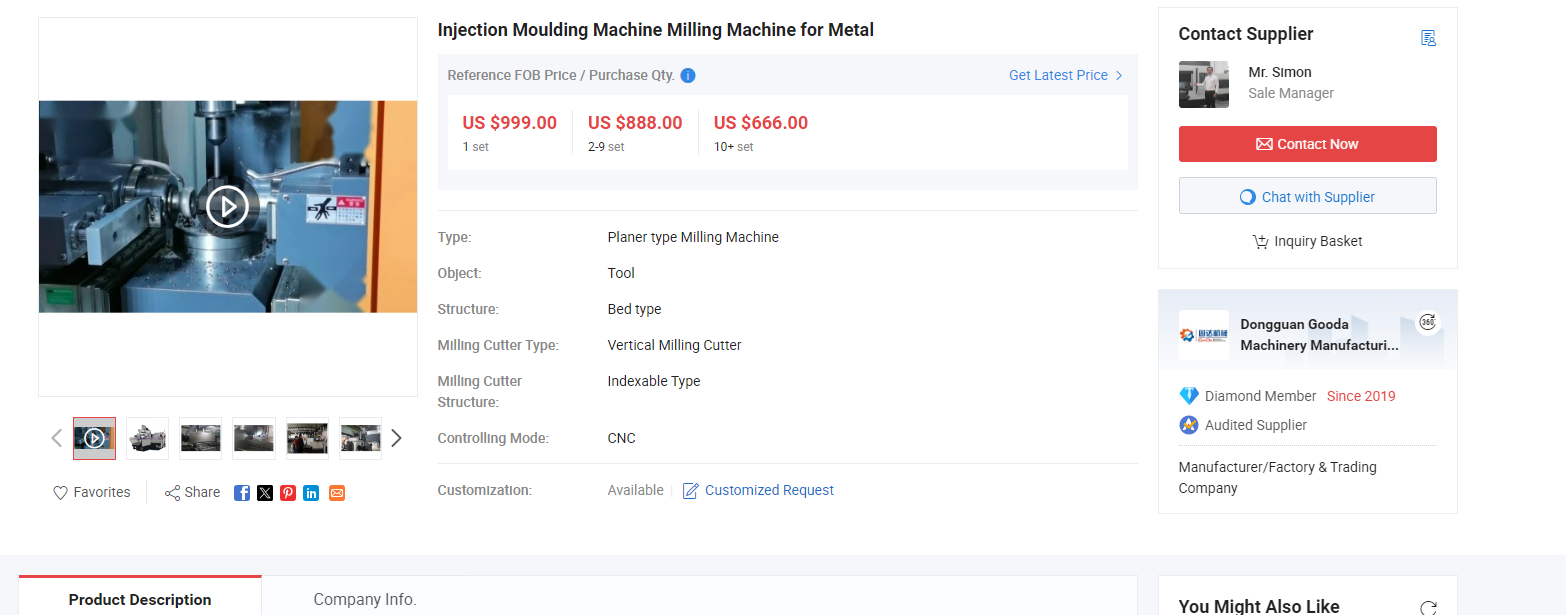 Injection Moulding Machine Milling Machine for Metal
Reference FOB Price / Purchase Qty.
Get Latest Price
US $999.00 US $888.00 US $666.00
1 set 2-9 set 10+ set
Type: Planer type Milling Machine
Object: Tool
Structure: Bed type
Milling Cutter Type: Vertical Milling Cutter
Milling Cutter Structure: Indexable Type
Controlling Mode: CNC
Customization: Available Customized Request
Favorites Share
Contact Supplier
Mr. Simon
Sale Manager
Contact Now
Chat with Supplier
Inquiry Basket
Dongguan Gooda
Machinery Manufacturi...
360
Diamond Member Since 2019
Audited Supplier
Manufacturer/Factory & Trading
Company
Product Description Company Info.
You Might Also Like